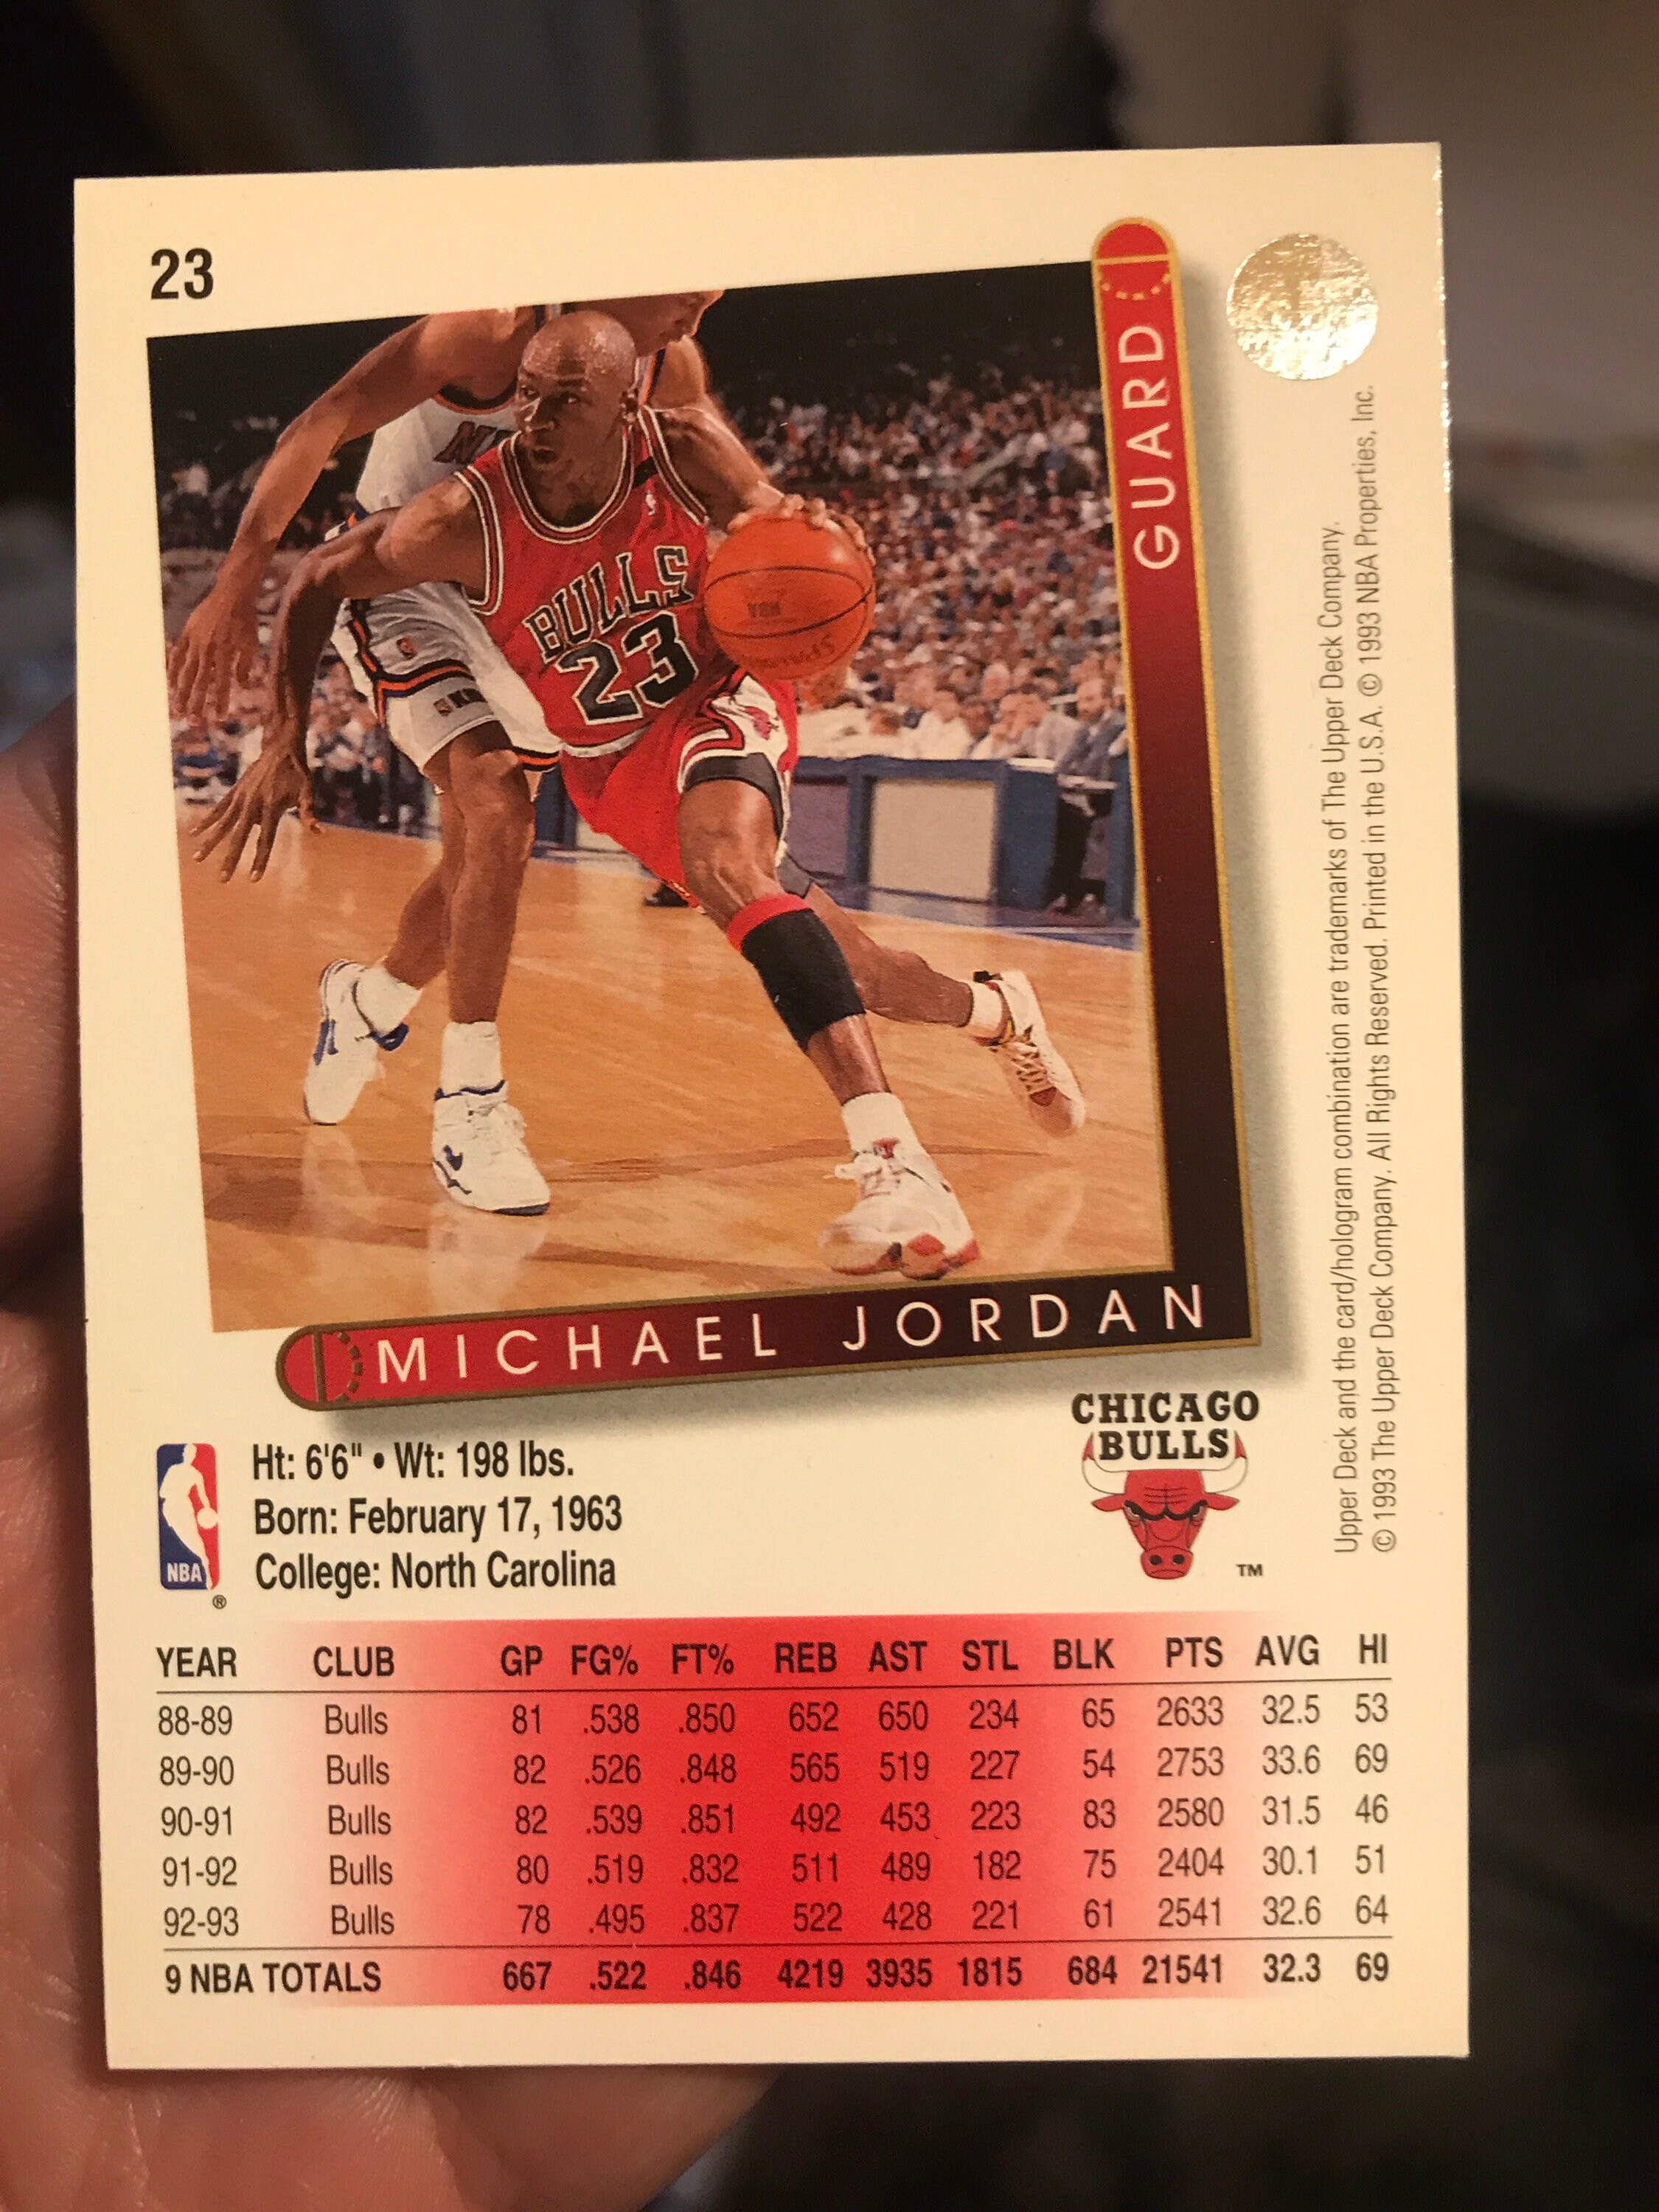 23
GUARD
NE
BULLS
23
MICHAEL JORDAN
CHICAGO
BULLS
TM
NBA
®
Ht: 6'6" • Wt: 198 lbs.
Born: February 17, 1963
College: North Carolina
YEAR CLUB GP FG% FT% REB AST STL BLK PTS AVG HI
88-89 Bulls 81 .538 .850 652 650 234 65 2633 32.5 53
89-90 Bulls 82 .526 .848 565 519 227 54 2753 33.6 69
90-91 Bulls 82 .539 .851 492 453 223 83 2580 31.5 46
91-92 Bulls 80 .519 .832 511 489 182 75 2404 30.1 51
92-93 Bulls 78 .495 .837 522 428 221 61 2541 32.6 64
9 NBA TOTALS 667 .522 .846 4219 3935 1815 684 21541 32.3 69
Upper Deck and the card/hologram combination are trademarks of The Upper Deck Company.
© 1993 The Upper Deck Company. All Rights Reserved. Printed in the U.S.A. © 1993 NBA Properties, Inc.